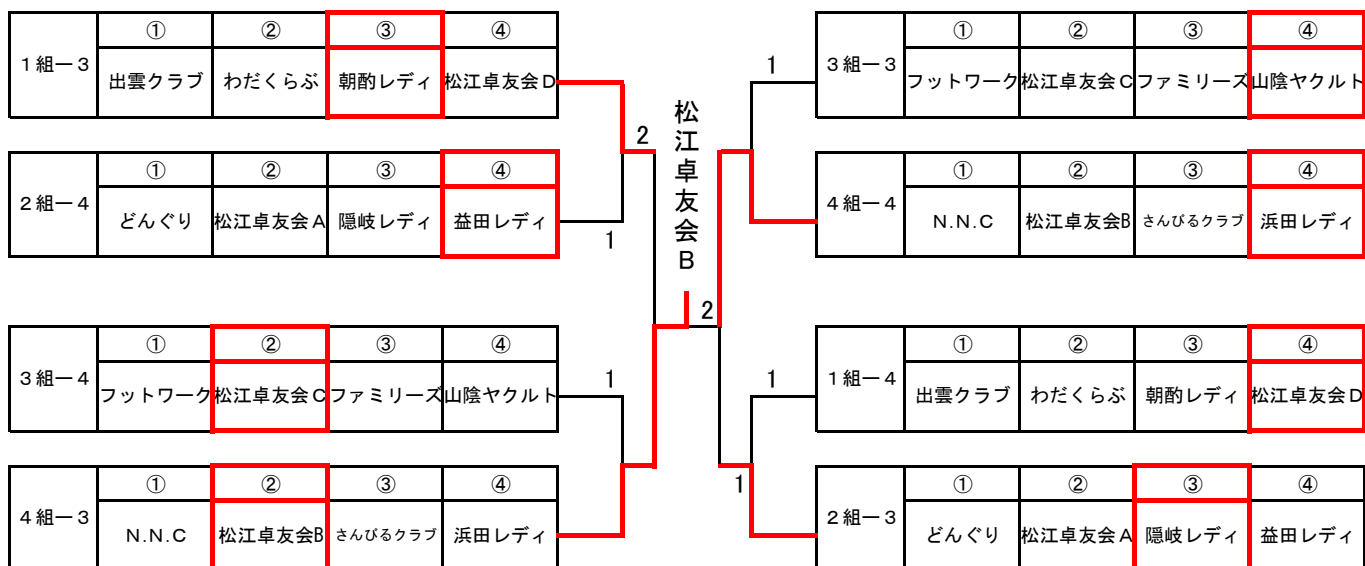 ① ② ③ ④
1組ー3 出雲クラブ わだくらぶ 朝酌レディ 松江卓友会D
① ② ③ ④
2組ー4 どんぐり 松江卓友会A 隠岐レディ 益田レディ
2
1
① ② ③ ④
3組ー4 フットワーク 松江卓友会C ファミリーズ 山陰ヤクルト
① ② ③ ④
4組ー3 N.N.C 松江卓友会B さんびるクラブ 浜田レディ
1
松江卓友会B
2
① ② ③ ④
1 3組ー3 フットワーク 松江卓友会C ファミリーズ 山陰ヤクルト
① ② ③ ④
4組ー4 N.N.C 松江卓友会B さんびるクラブ 浜田レディ
① ② ③ ④
1 1組ー4 出雲クラブ わだくらぶ 朝酌レディ 松江卓友会D
① ② ③ ④
1 2組ー3 どんぐり 松江卓友会A 隠岐レディ 益田レディ